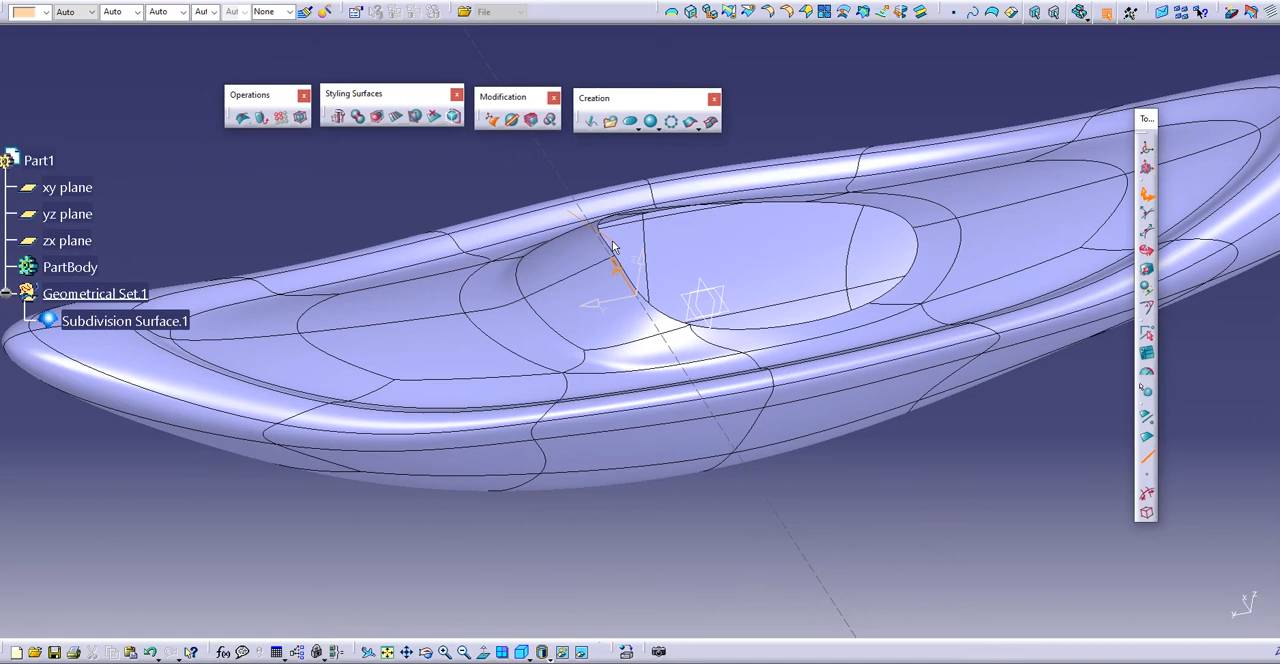 Auto Auto Auto Aut Aut None File
Operations
Styling Surfaces
Modification
Creation
To...
Part1
xy plane
yz plane
zx plane
PartBody
Geometrical Set.1
Subdivision Surface.1
f(x)
x
z
y